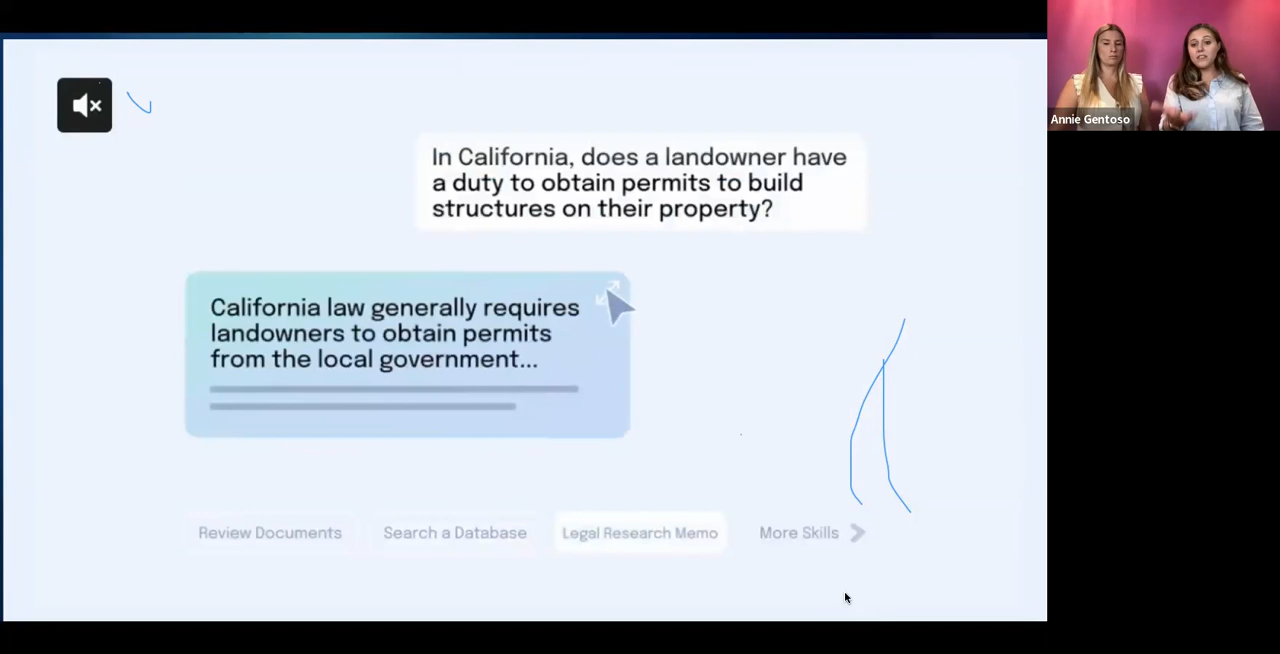 Annie Gentoso
In California, does a landowner have
a duty to obtain permits to build
structures on their property?
California law generally requires
landowners to obtain permits
from the local government...
Review Documents
Search a Database
Legal Research Memo
More Skills